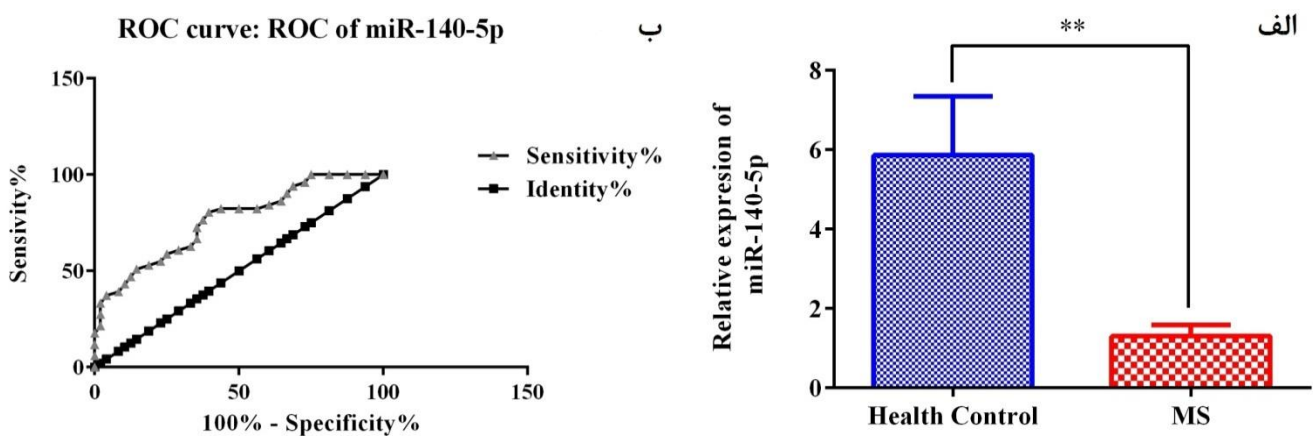 ROC curve: ROC of miR-140-5p
ب
150
100
50
0
Sensivity%
0
50
100
150
100% - Specificity%
Sensitivity%
Identity%
الف
**
8
6
4
2
0
Relative expresion of
miR-140-5p
Health Control
MS